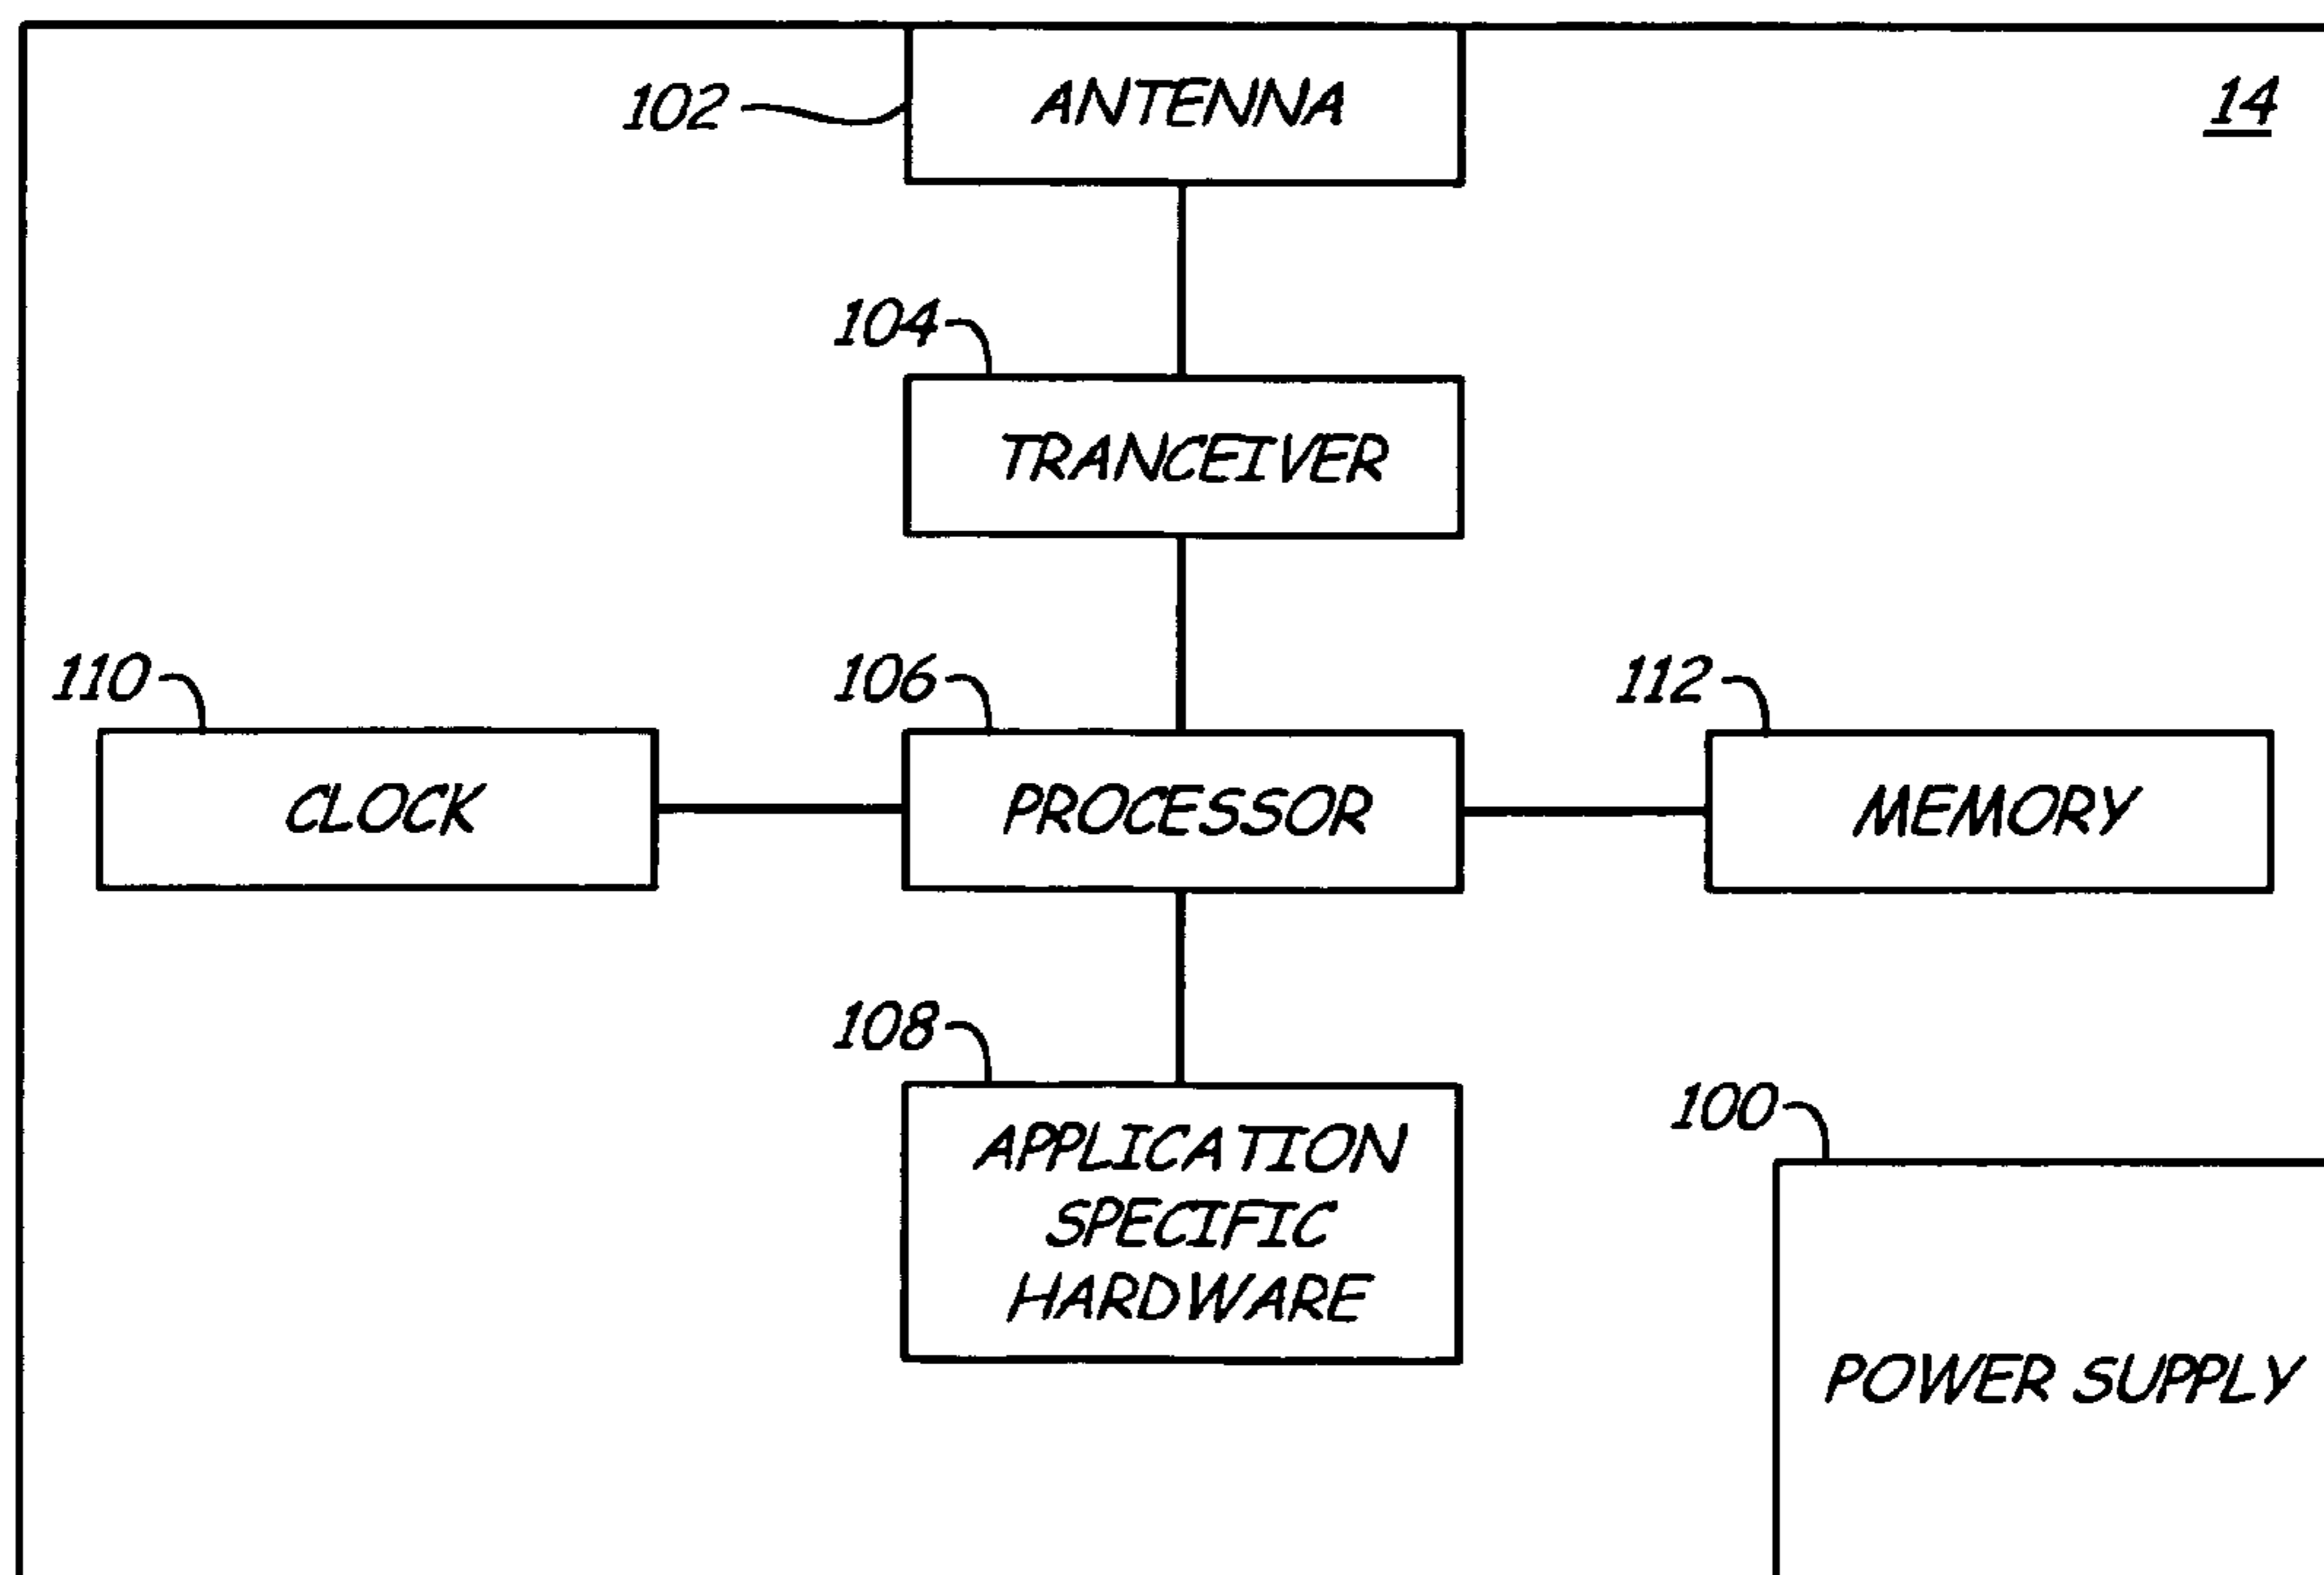 ANTENNA
102
14
104
TRANCEIVER
110
106
112
CLOCK
PROCESSOR
MEMORY
108
100
APPLICATION
SPECIFIC
HARDWARE
POWER SUPPLY